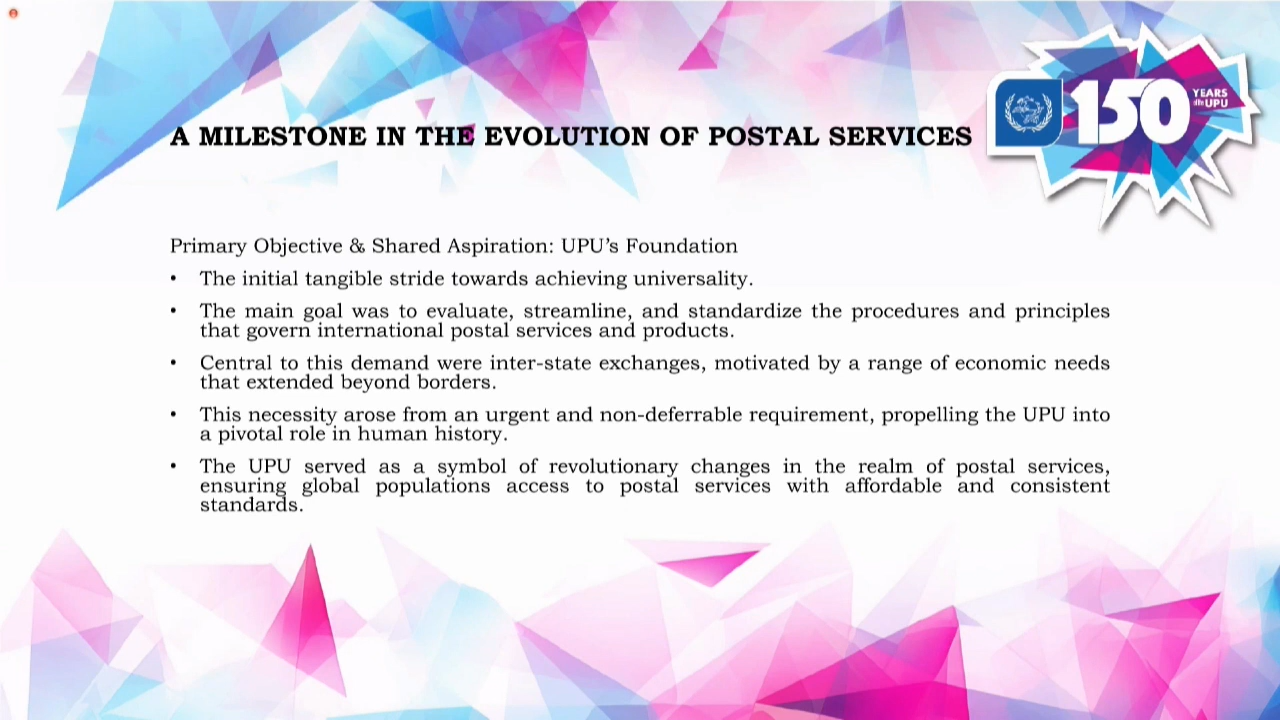 A MILESTONE IN THE EVOLUTION OF POSTAL SERVICES
150
YEARS
of the UPU
Primary Objective & Shared Aspiration: UPU’s Foundation
• The initial tangible stride towards achieving universality.
• The main goal was to evaluate, streamline, and standardize the procedures and principles
that govern international postal services and products.
• Central to this demand were inter-state exchanges, motivated by a range of economic needs
that extended beyond borders.
• This necessity arose from an urgent and non-deferrable requirement, propelling the UPU into
a pivotal role in human history.
• The UPU served as a symbol of revolutionary changes in the realm of postal services,
ensuring global populations access to postal services with affordable and consistent
standards.